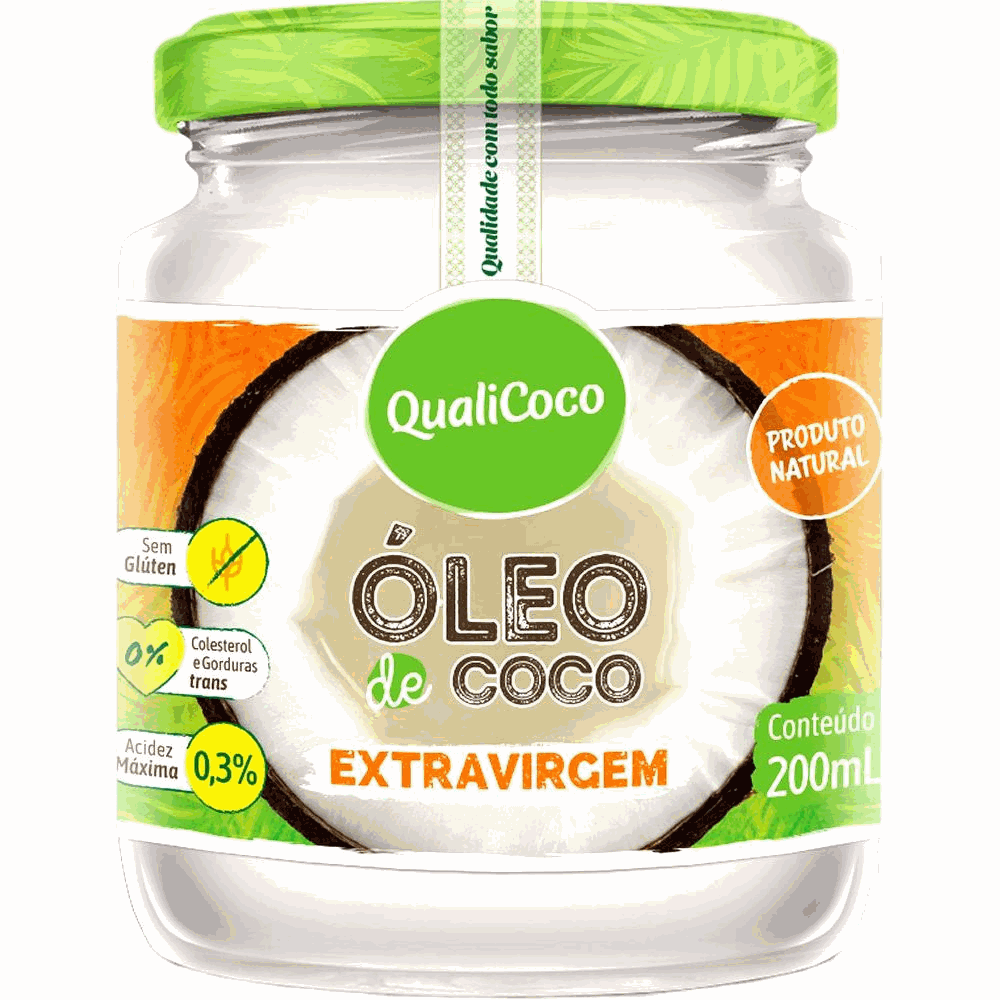 Qualidade com todo sabor
QualiCoco
PRODUTO
NATURAL
ÓLEO
de COCO
EXTRAVIRGEM
Sem
Glúten
0%
Colesterol
e Gorduras
trans
Acidez
Máxima
0,3%
Conteúdo
200mL